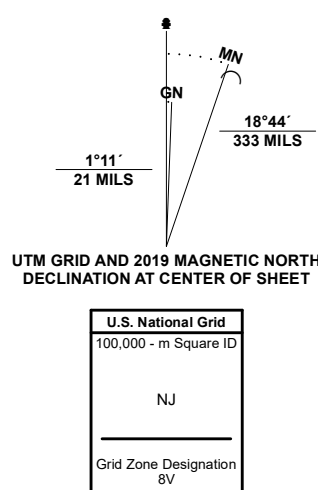 MN
GN
18°44´
333 MILS
1°11´
21 MILS
UTM GRID AND 2019 MAGNETIC NORTH
DECLINATION AT CENTER OF SHEET
U.S. National Grid
100,000 - m Square ID
NJ
Grid Zone Designation
8V